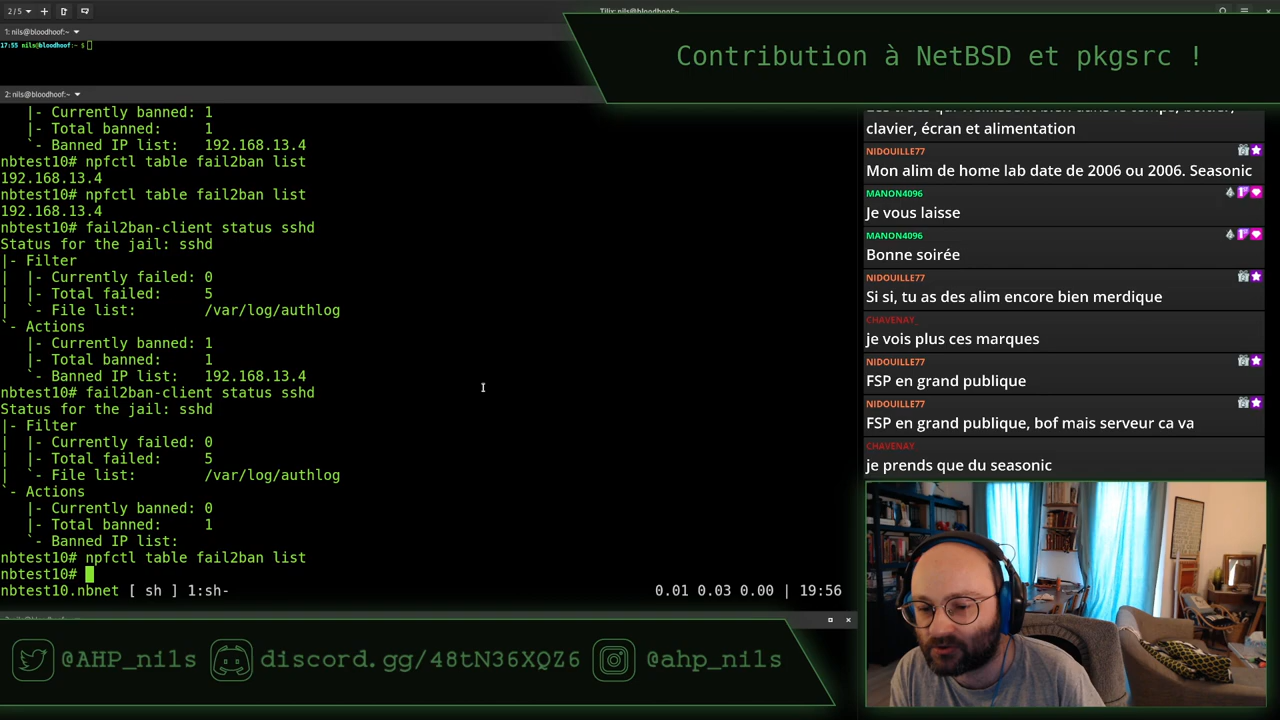 2/5
Tilix: nils@bloodhoof:~
1: nils@bloodhoof:~
17:55 nils@bloodhoof:~ $
Contribution à NetBSD et pkgsrc !
2: nils@bloodhoof:~
|- Currently banned: 1
|- Total banned: 1
`- Banned IP list: 192.168.13.4
nbtest10# npfctl table fail2ban list
192.168.13.4
nbtest10# npfctl table fail2ban list
192.168.13.4
nbtest10# fail2ban-client status sshd
Status for the jail: sshd
|- Filter
|  |- Currently failed: 0
|  |- Total failed: 5
|  `- File list: /var/log/authlog
`- Actions
|- Currently banned: 1
|- Total banned: 1
`- Banned IP list: 192.168.13.4
nbtest10# fail2ban-client status sshd
Status for the jail: sshd
|- Filter
|  |- Currently failed: 0
|  |- Total failed: 5
|  `- File list: /var/log/authlog
`- Actions
|- Currently banned: 0
|- Total banned: 1
`- Banned IP list:
nbtest10# npfctl table fail2ban list
nbtest10#
nbtest10.nbnet [ sh ] 1:sh-
0.01 0.03 0.00 | 19:56
clavier, écran et alimentation
NIDOUILLE77
Mon alim de home lab date de 2006 ou 2006. Seasonic
MANON4096
Je vous laisse
MANON4096
Bonne soirée
NIDOUILLE77
Si si, tu as des alim encore bien merdique
CHAVENAY_
je vois plus ces marques
NIDOUILLE77
FSP en grand publique
NIDOUILLE77
FSP en grand publique, bof mais serveur ca va
CHAVENAY_
je prends que du seasonic
@AHP_nils
discord.gg/48tN36XQZ6
@ahp_nils